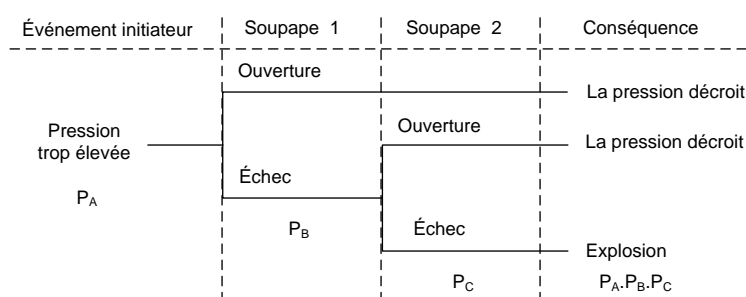 Événement initiateur
Soupape 1
Soupape 2
Conséquence
Ouverture
La pression décroit
Pression
trop élevée
Ouverture
La pression décroit
Échec
P_A
P_B
Échec
Explosion
P_C
P_A.P_B.P_C